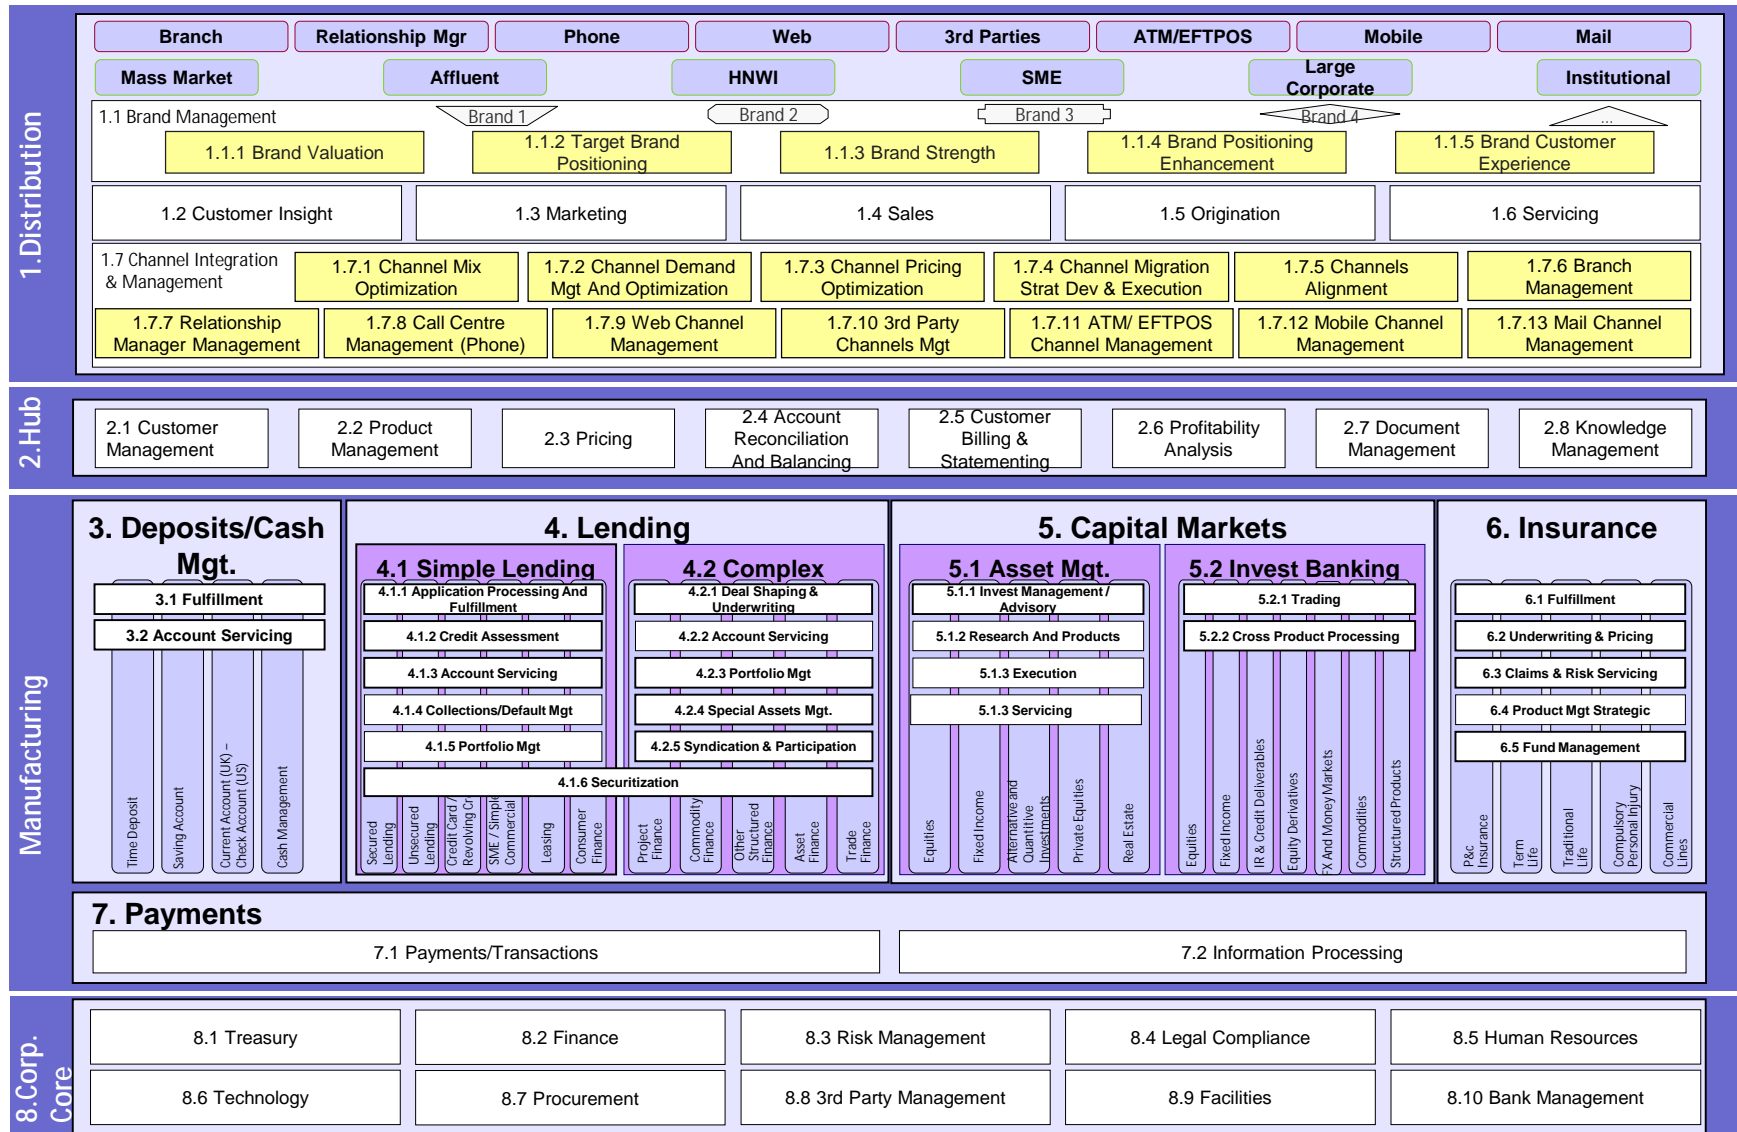 1.Distribution
Branch
Relationship Mgr
Phone
Web
3rd Parties
ATM/EFTPOS
Mobile
Mail
Mass Market
Affluent
HNWI
SME
Large
Corporate
Institutional
1.1 Brand Management
Brand 1
Brand 2
Brand 3
Brand 4
...
1.1.1 Brand Valuation
1.1.2 Target Brand
Positioning
1.1.3 Brand Strength
1.1.4 Brand Positioning
Enhancement
1.1.5 Brand Customer
Experience
1.2 Customer Insight
1.3 Marketing
1.4 Sales
1.5 Origination
1.6 Servicing
1.7 Channel Integration
& Management
1.7.1 Channel Mix
Optimization
1.7.2 Channel Demand
Mgt And Optimization
1.7.3 Channel Pricing
Optimization
1.7.4 Channel Migration
Strat Dev & Execution
1.7.5 Channels
Alignment
1.7.6 Branch
Management
1.7.7 Relationship
Manager Management
1.7.8 Call Centre
Management (Phone)
1.7.9 Web Channel
Management
1.7.10 3rd Party
Channels Mgt
1.7.11 ATM/ EFTPOS
Channel Management
1.7.12 Mobile Channel
Management
1.7.13 Mail Channel
Management
2.Hub
2.1 Customer
Management
2.2 Product
Management
2.3 Pricing
2.4 Account
Reconciliation
And Balancing
2.5 Customer
Billing &
Statementing
2.6 Profitability
Analysis
2.7 Document
Management
2.8 Knowledge
Management
Manufacturing
3. Deposits/Cash
Mgt.
3.1 Fulfillment
3.2 Account Servicing
Time Deposit
Saving Account
Current Account (UK) –
Check Account (US)
Cash Management
4. Lending
4.1 Simple Lending
4.1.1 Application Processing And
Fulfillment
4.1.2 Credit Assessment
4.1.3 Account Servicing
4.1.4 Collections/Default Mgt
4.1.5 Portfolio Mgt
4.1.6 Securitization
Secured
Lending
Unsecured
Lending
Credit Card /
Revolving Cre
SME / Simple
Commercial
Leasing
Consumer
Finance
4.2 Complex
4.2.1 Deal Shaping &
Underwriting
4.2.2 Account Servicing
4.2.3 Portfolio Mgt
4.2.4 Special Assets Mgt.
4.2.5 Syndication & Participation
Project
Finance
Commodity
Finance
Other
Structured
Finance
Asset
Finance
Trade
Finance
5. Capital Markets
5.1 Asset Mgt.
5.1.1 Invest Management /
Advisory
5.1.2 Research And Products
5.1.3 Execution
5.1.3 Servicing
Equities
Fixed Income
Alternative and
Quantitive
Investments
Private Equities
Real Estate
5.2 Invest Banking
5.2.1 Trading
5.2.2 Cross Product Processing
Equities
Fixed Income
IR & Credit Deliverables
Equity Derivatives
FX And Money Markets
Commodities
Structured Products
6. Insurance
6.1 Fulfillment
6.2 Underwriting & Pricing
6.3 Claims & Risk Servicing
6.4 Product Mgt Strategic
6.5 Fund Management
P&c
Insurance
Term
Life
Traditional
Life
Compulsory
Personal Injury
Commercial
Lines
7. Payments
7.1 Payments/Transactions
7.2 Information Processing
8.Corp.
Core
8.1 Treasury
8.2 Finance
8.3 Risk Management
8.4 Legal Compliance
8.5 Human Resources
8.6 Technology
8.7 Procurement
8.8 3rd Party Management
8.9 Facilities
8.10 Bank Management